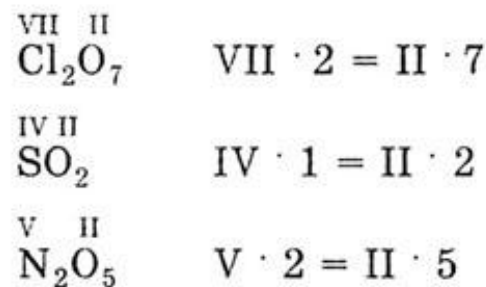 VII II
Cl₂O₇ VII · 2 = II · 7
IV II
SO₂ IV · 1 = II · 2
V II
N₂O₅ V · 2 = II · 5